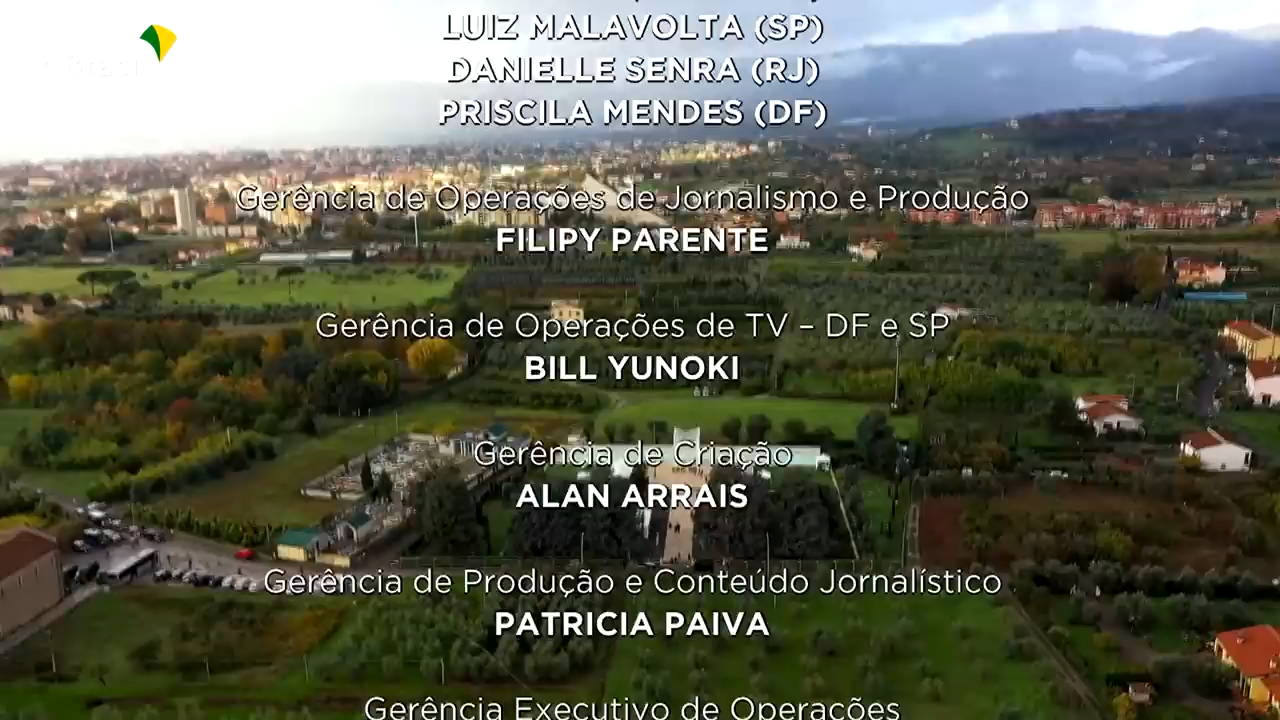 LUIZ MALAVOLTA (SP)
DANIELLE SENRA (RJ)
PRISCILA MENDES (DF)
Gerência de Operações de Jornalismo e Produção
FILIPY PARENTE
Gerência de Operações de TV – DF e SP
BILL YUNOKI
Gerência de Criação
ALAN ARRAIS
Gerência de Produção e Conteúdo Jornalístico
PATRICIA PAIVA
Gerência Executivo de Operações